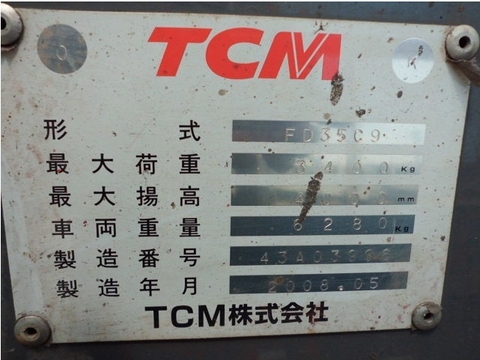 TCM
形式 FD35C9
最大荷重 Kg
最大揚高 mm
車両重量 6280 Kg
製造番号
製造年月 2008.05
TCM株式会社